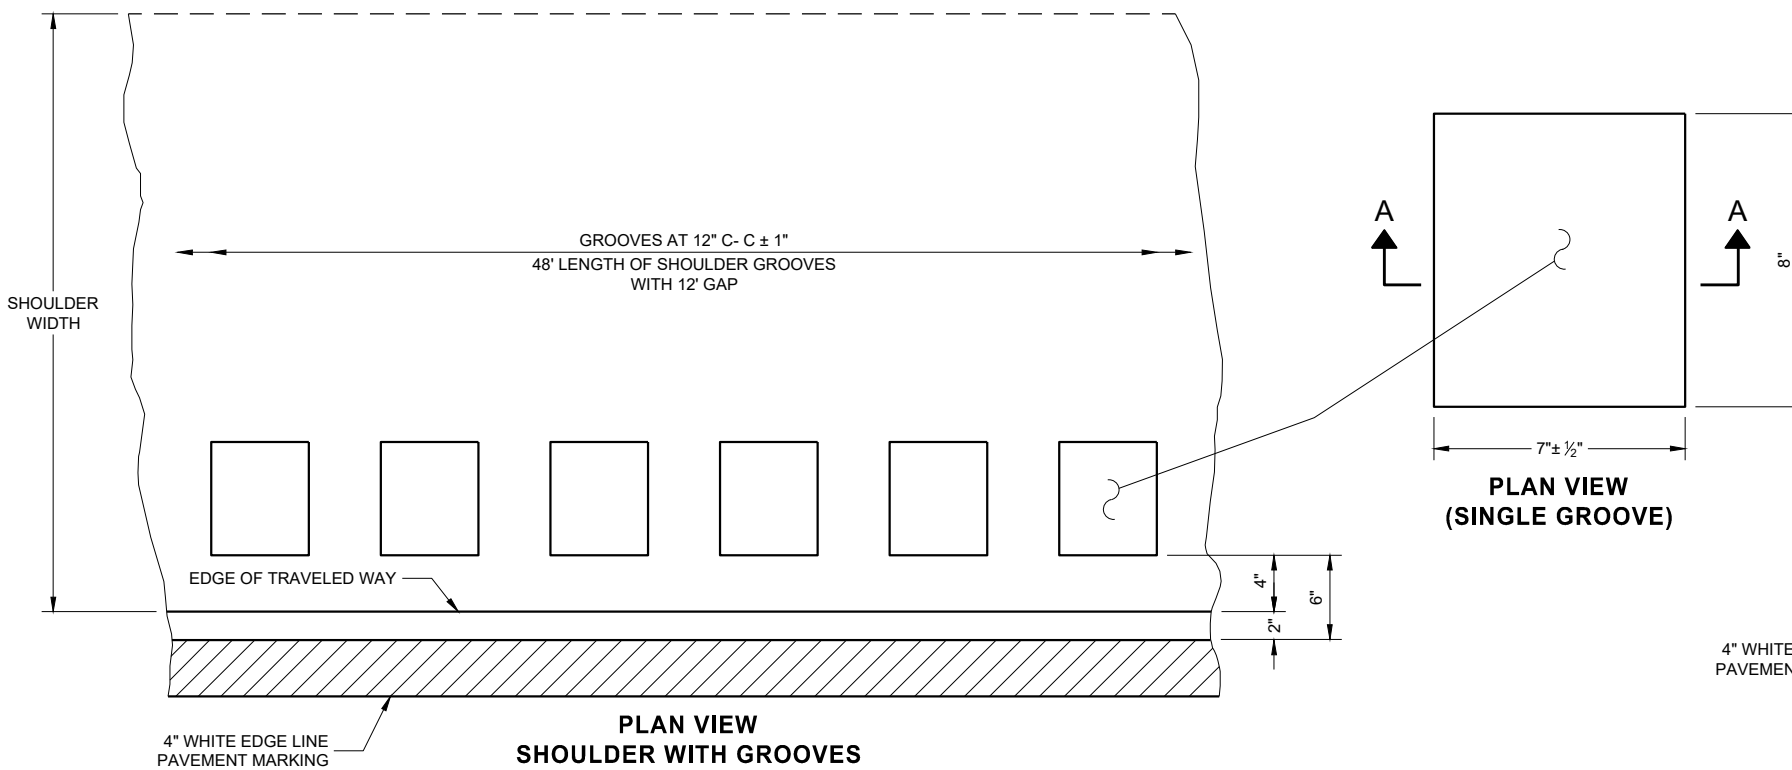 GROOVES AT 12" C- C ± 1"
48' LENGTH OF SHOULDER GROOVES
WITH 12' GAP
SHOULDER
WIDTH
A
A
8"
7"± ½"
PLAN VIEW
(SINGLE GROOVE)
EDGE OF TRAVELED WAY
4"
6"
2"
4" WHITE EDGE LINE
PAVEMENT MARKING
PLAN VIEW
SHOULDER WITH GROOVES
4" WHITE
PAVEMEN